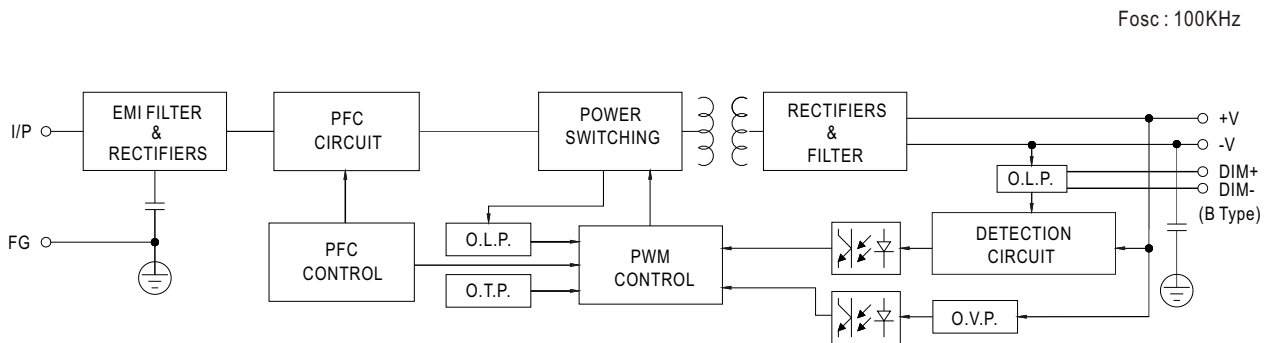 Fosc : 100KHz
I/P
EMI FILTER
&
RECTIFIERS
PFC
CIRCUIT
POWER
SWITCHING
RECTIFIERS
&
FILTER
+V
-V
O.L.P.
DIM+
DIM-
(B Type)
FG
PFC
CONTROL
O.L.P.
O.T.P.
PWM
CONTROL
DETECTION
CIRCUIT
O.V.P.